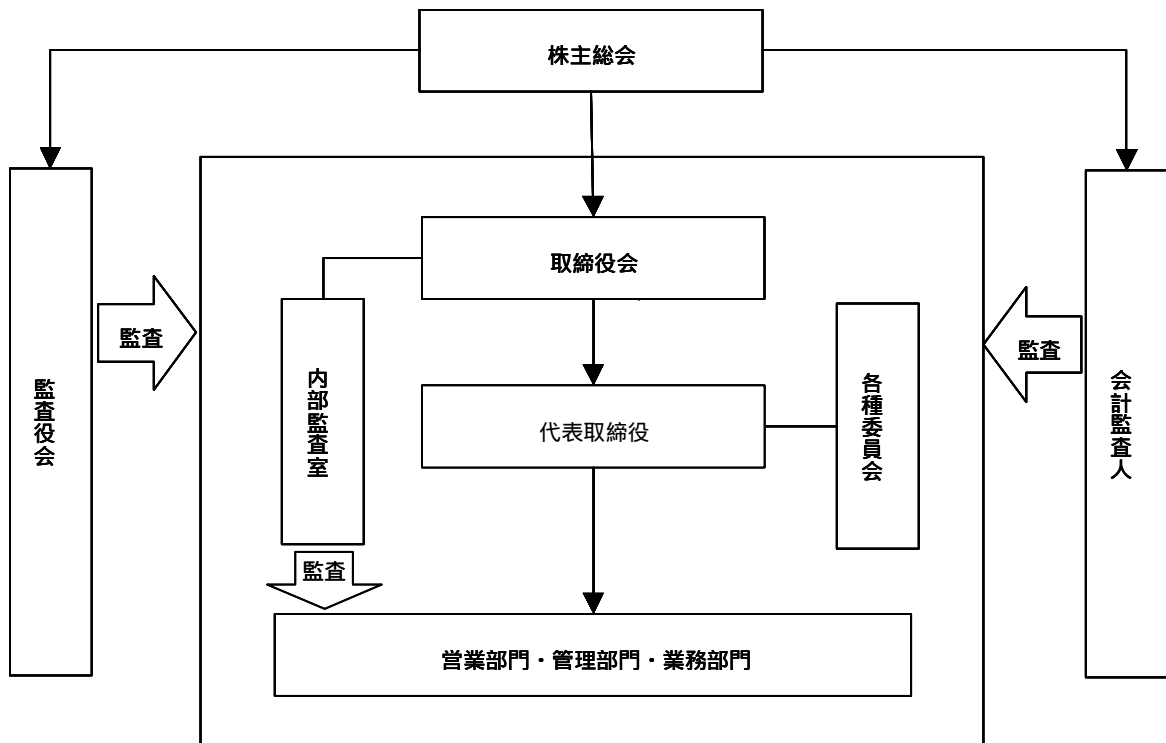 株主総会
取締役会
監査
監査
監査役会
内部監査室
代表取締役
各種委員会
会計監査人
監査
営業部門・管理部門・業務部門